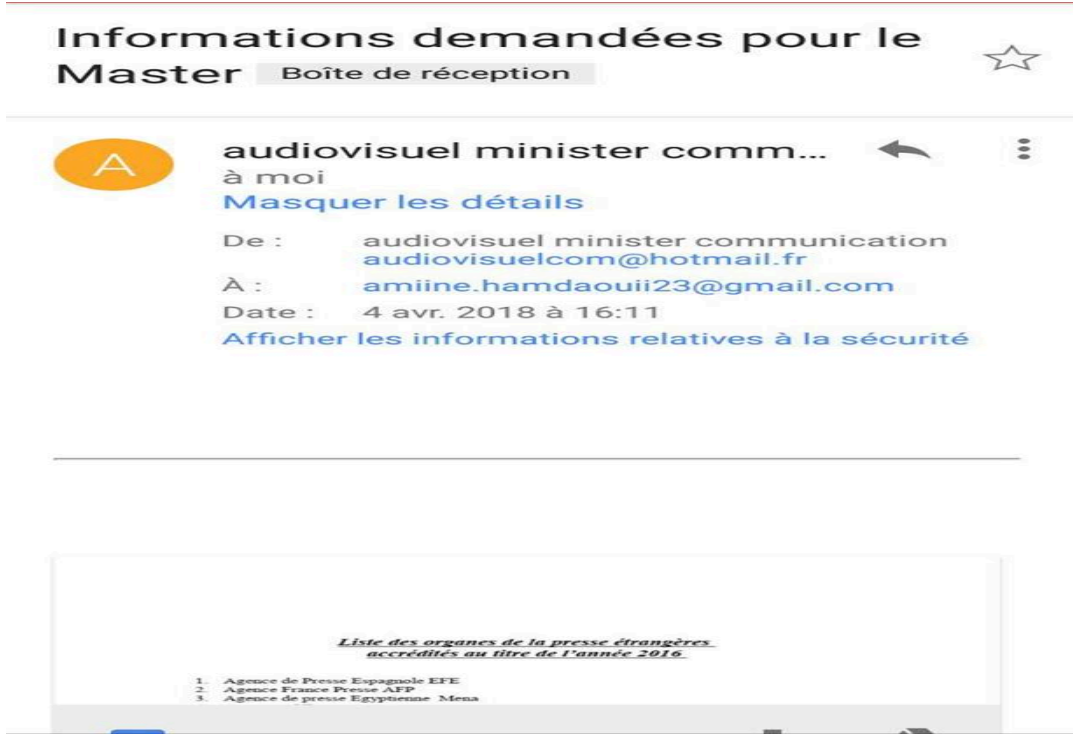 Informations demandées pour le
Master Boîte de réception
A
audiovisuel minister comm...
à moi
Masquer les détails
De : audiovisuel minister communication
audiovisuelcom@hotmail.fr
À : amiine.hamdaouii23@gmail.com
Date : 4 avr. 2018 à 16:11
Afficher les informations relatives à la sécurité
Liste des organes de la presse étrangères
accrédités au titre de l'année 2016
1. Agence de Presse Espagnole EFE
2. Agence France Presse AFP
3. Agence de presse Egyptienne Mena